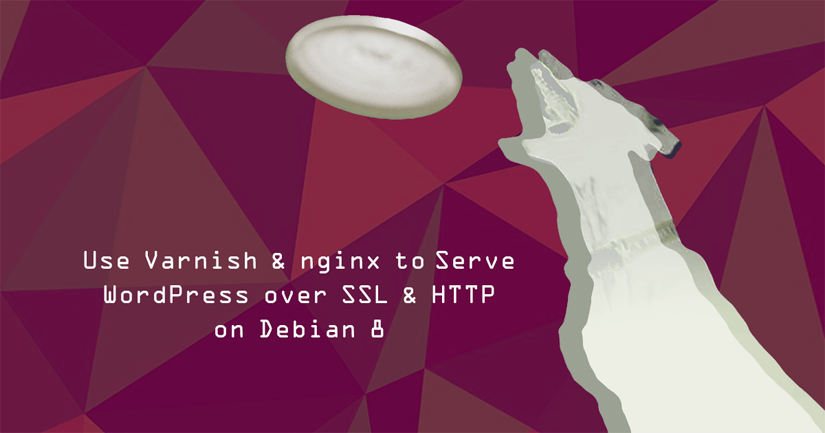 Use Varnish & nginx to Serve
WordPress over SSL & HTTP
on Debian 8